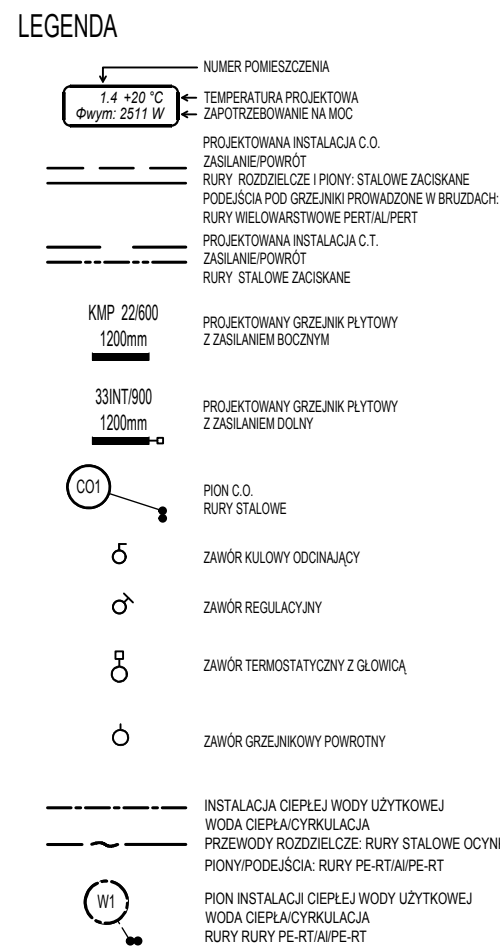 LEGENDA
NUMER POMIESZCZENIA
1.4 +20 °C
TEMPERATURA PROJEKTOWA
Φwym: 2511 W
ZAPOTRZEBOWANIE NA MOC
PROJEKTOWANA INSTALACJA C.O.
ZASILANIE/POWRÓT
RURY ROZDZIELCZE I PIONY: STALOWE ZACISKANE
PODEJŚCIA POD GRZEJNIKI PROWADZONE W BRUZDACH:
RURY WIELOWARSTWOWE PERT/AL/PERT
PROJEKTOWANA INSTALACJA C.T.
ZASILANIE/POWRÓT
RURY STALOWE ZACISKANE
KMP 22/600
1200mm
PROJEKTOWANY GRZEJNIK PŁYTOWY
Z ZASILANIEM BOCZNYM
33INT/900
1200mm
PROJEKTOWANY GRZEJNIK PŁYTOWY
Z ZASILANIEM DOLNY
CO1
PION C.O.
RURY STALOWE
ZAWÓR KULOWY ODCINAJĄCY
ZAWÓR REGULACYJNY
ZAWÓR TERMOSTATYCZNY Z GŁOWICĄ
ZAWÓR GRZEJNIKOWY POWROTNY
INSTALACJA CIEPŁEJ WODY UŻYTKOWEJ
WODA CIEPŁA/CYRKULACJA
PRZEWODY ROZDZIELCZE: RURY STALOWE OCYN
PIONY/PODEJŚCIA: RURY PE-RT/Al/PE-RT
W1
PION INSTALACJI CIEPŁEJ WODY UŻYTKOWEJ
WODA CIEPŁA/CYRKULACJA
RURY RURY PE-RT/Al/PE-RT